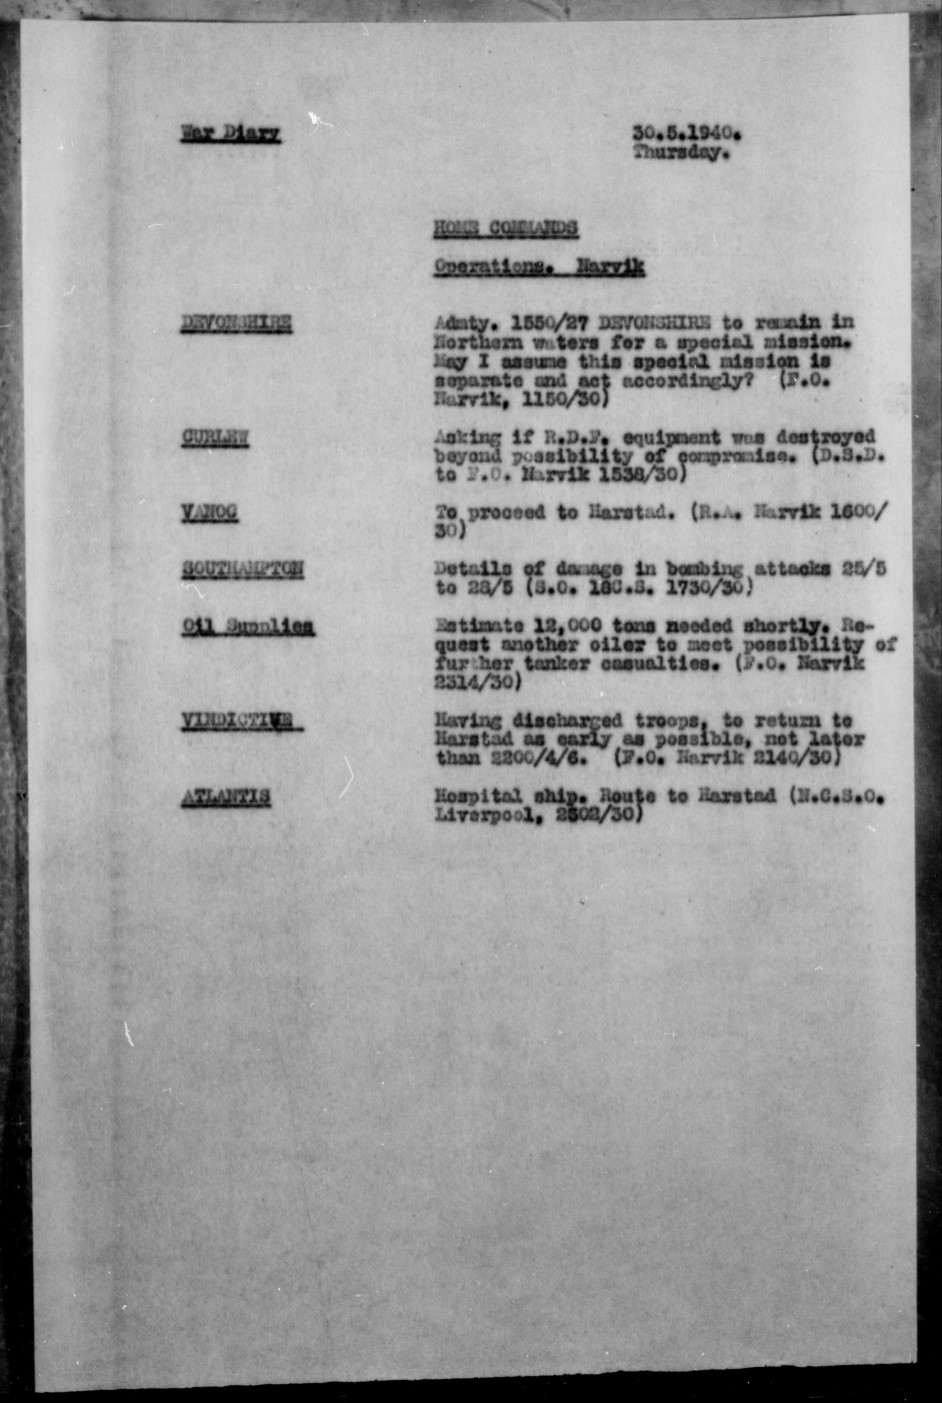 War Diary
30.5.1940.
Thursday.
HOME COMMANDS
Operations. Narvik
DEVONSHIRE
Admty. 1550/27 DEVONSHIRE to remain in
Northern waters for a special mission.
May I assume this special mission is
separate and act accordingly? (F.O.
Narvik, 1150/30)
CURLEW
Asking if R.D.F. equipment was destroyed
beyond possibility of compromise. (D.S.D.
to F.O. Narvik 1538/30)
VANOC
To proceed to Harstad. (R.A. Narvik 1600/
30)
SOUTHAMPTON
Details of damage in bombing attacks 25/5
to 28/5 (S.O. 18C.S. 1730/30)
Oil Supplies
Estimate 12,000 tons needed shortly. Re-
quest another oiler to meet possibility of
further tanker casualties. (F.O. Narvik
2314/30)
VINDICTIVE
Having discharged troops, to return to
Harstad as early as possible, not later
than 2200/4/6. (F.O. Narvik 2140/30)
ATLANTIS
Hospital ship. Route to Harstad (N.C.S.O.
Liverpool, 2302/30)